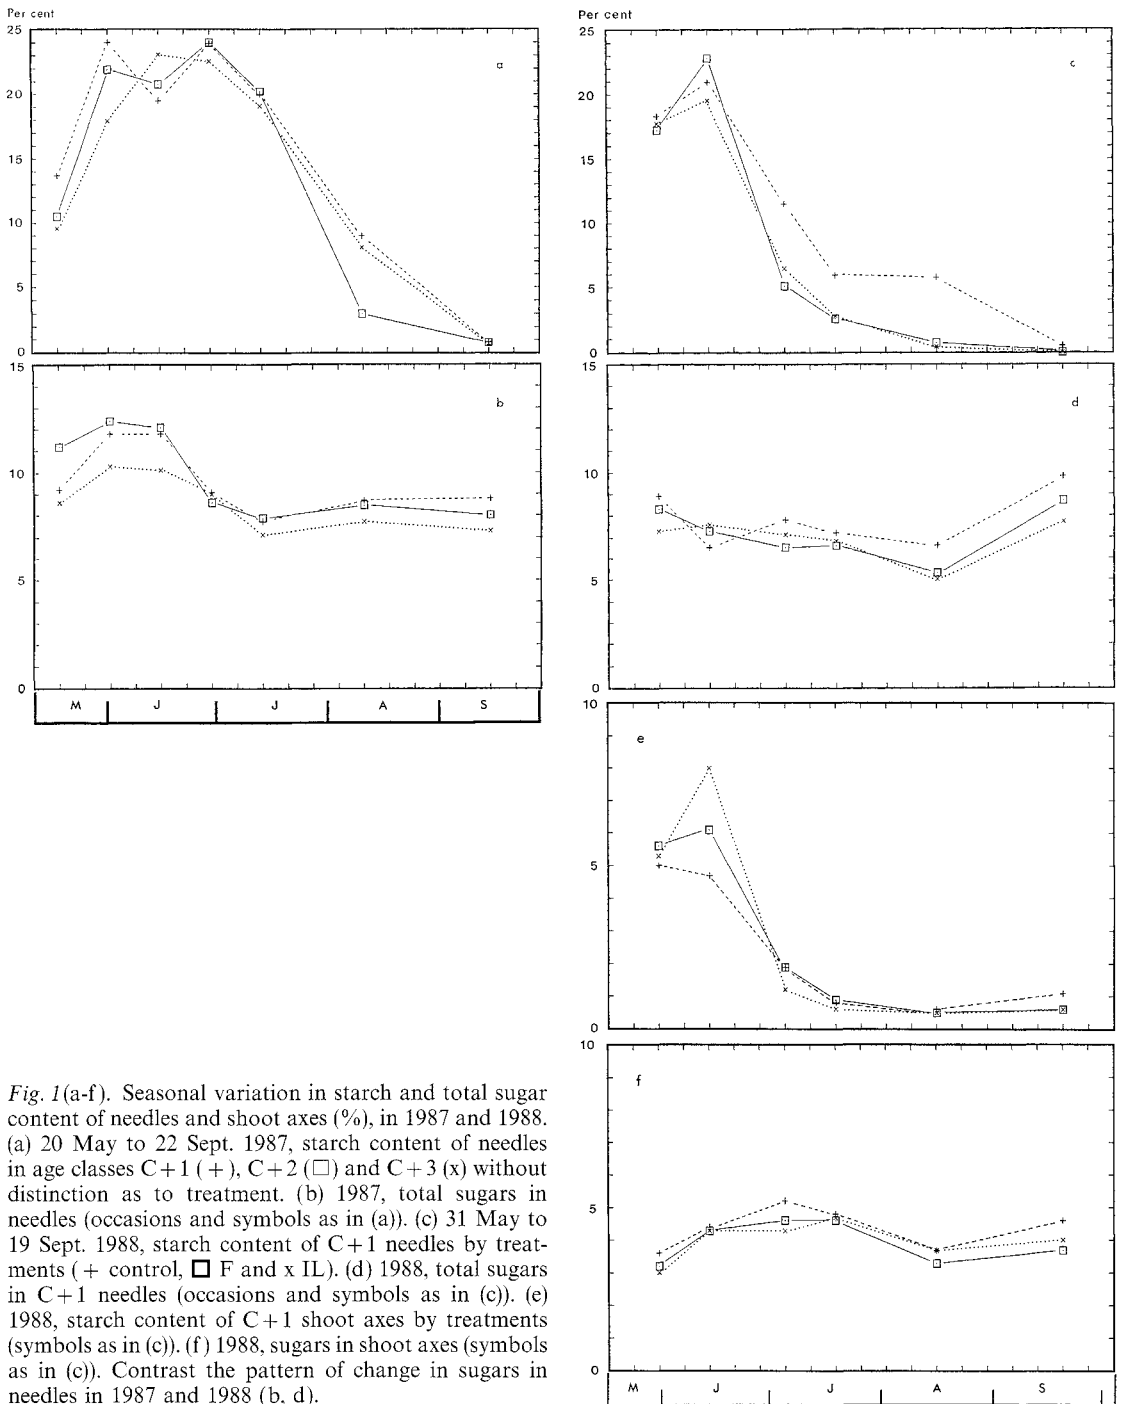 Per cent
25
20
15
10
5
0
a
15
10
5
0
b
M J J A S
Per cent
25
20
15
10
5
0
c
15
10
5
0
d
10
5
0
e
10
5
0
f
M J J A S
Fig. 1(a-f). Seasonal variation in starch and total sugar
content of needles and shoot axes (%), in 1987 and 1988.
(a) 20 May to 22 Sept. 1987, starch content of needles
in age classes C+1 (+), C+2 (□) and C+3 (x) without
distinction as to treatment. (b) 1987, total sugars in
needles (occasions and symbols as in (a)). (c) 31 May to
19 Sept. 1988, starch content of C+1 needles by treat-
ments (+ control, □ F and x IL). (d) 1988, total sugars
in C+1 needles (occasions and symbols as in (c)). (e)
1988, starch content of C+1 shoot axes by treatments
(symbols as in (c)). (f) 1988, sugars in shoot axes (symbols
as in (c)). Contrast the pattern of change in sugars in
needles in 1987 and 1988 (b, d).